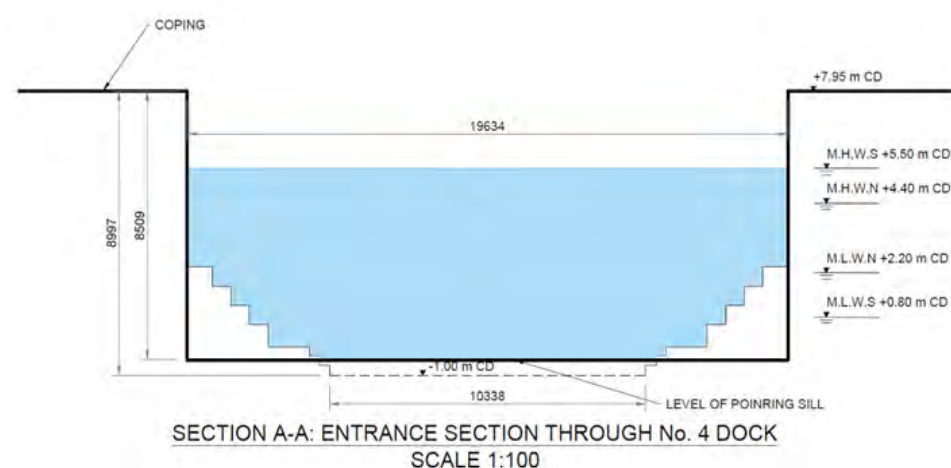 COPING
+7.95 m CD
19634
M.H.W.S +5.50 m CD
M.H.W.N +4.40 m CD
8997
8509
M.L.W.N +2.20 m CD
M.L.W.S +0.80 m CD
-1.00 m CD
10338
LEVEL OF POINRING SILL
SECTION A-A: ENTRANCE SECTION THROUGH No. 4 DOCK
SCALE 1:100